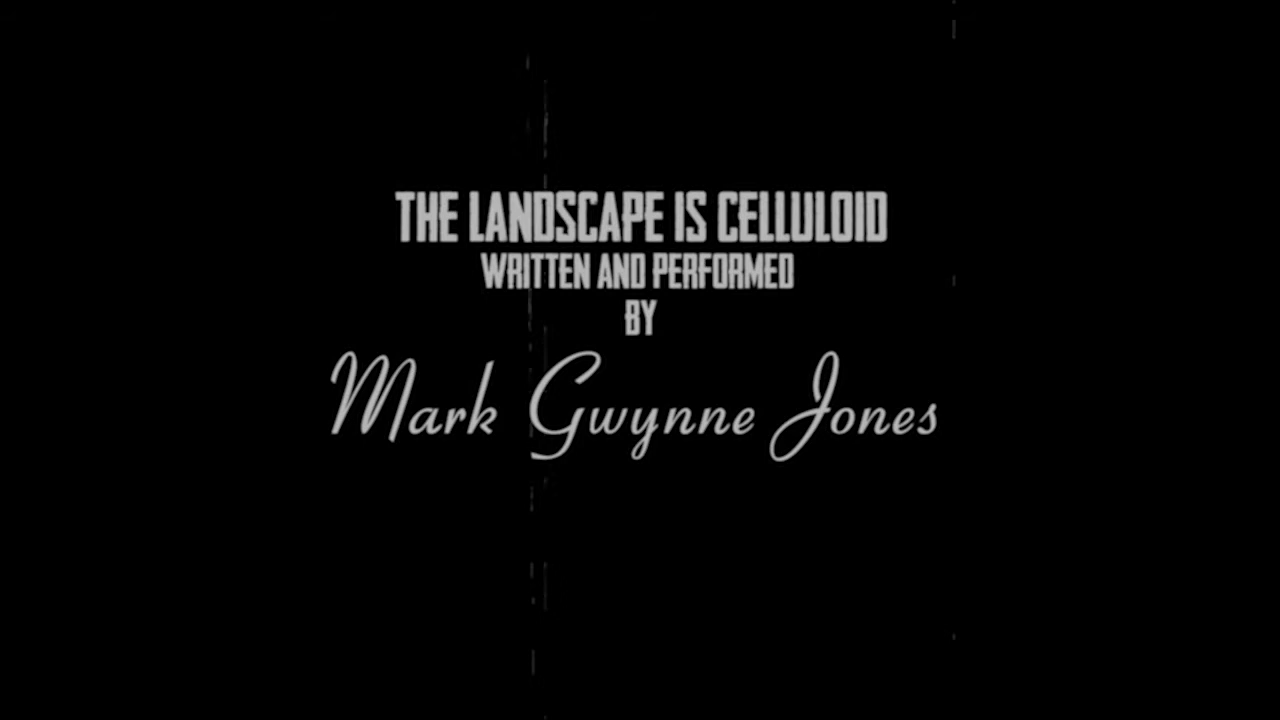 THE LANDSCAPE IS CELLULOID
WRITTEN AND PERFORMED
BY
Mark Gwynne Jones